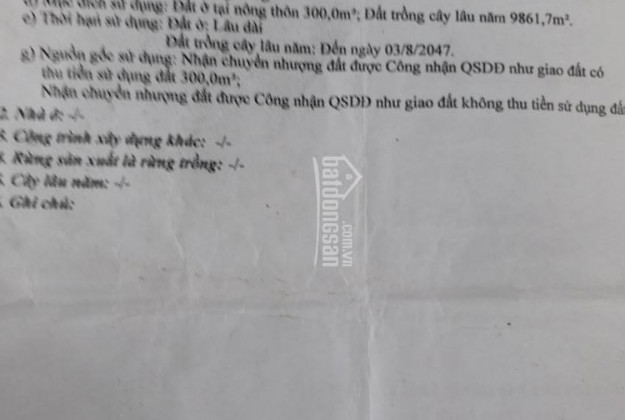 Mục đích sử dụng: Đất ở tại nông thôn 300,0m²; Đất trồng cây lâu năm 9861,7m².
e) Thời hạn sử dụng: Đất ở: Lâu dài
Đất trồng cây lâu năm: Đến ngày 03/8/2047.
g) Nguồn gốc sử dụng: Nhận chuyển nhượng đất được Công nhận QSDĐ như giao đất có
thu tiền sử dụng đất 300,0m²;
Nhận chuyển nhượng đất được Công nhận QSDĐ như giao đất không thu tiền sử dụng đất
2. Nhà ở: -/-
3. Công trình xây dựng khác: -/-
4. Rừng sản xuất là rừng trồng: -/-
5. Cây lâu năm: -/-
. Ghi chú:
batdongsan
.com.vn